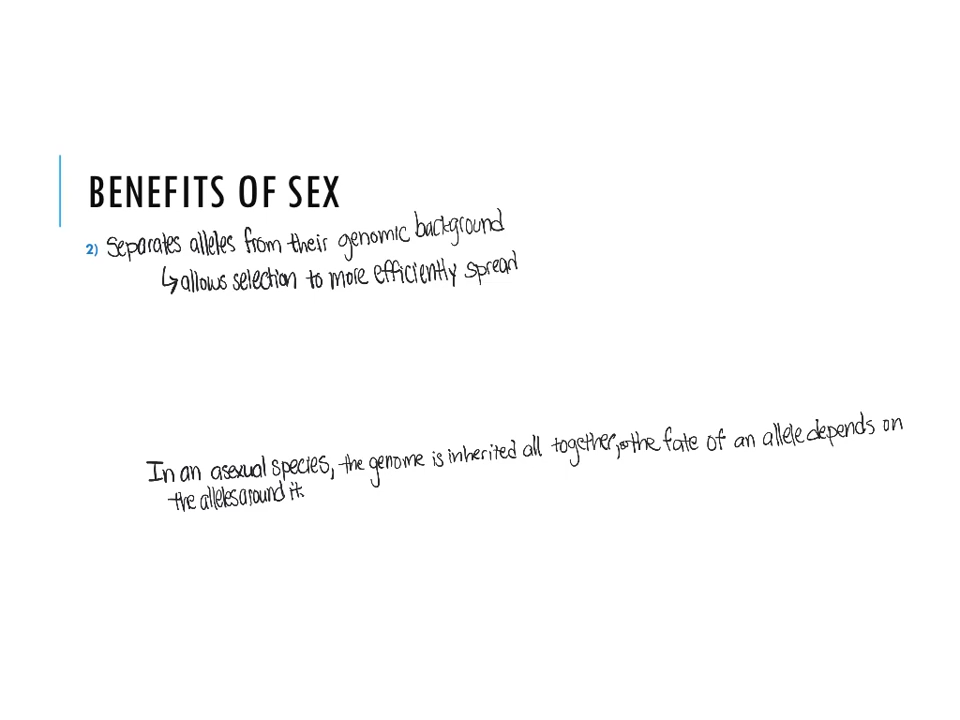 BENEFITS OF SEX
2) Separates alleles from their genomic background
↳ allows selection to more efficiently spread
In an asexual species, the genome is inherited all together, so the fate of an allele depends on
the alleles around it.